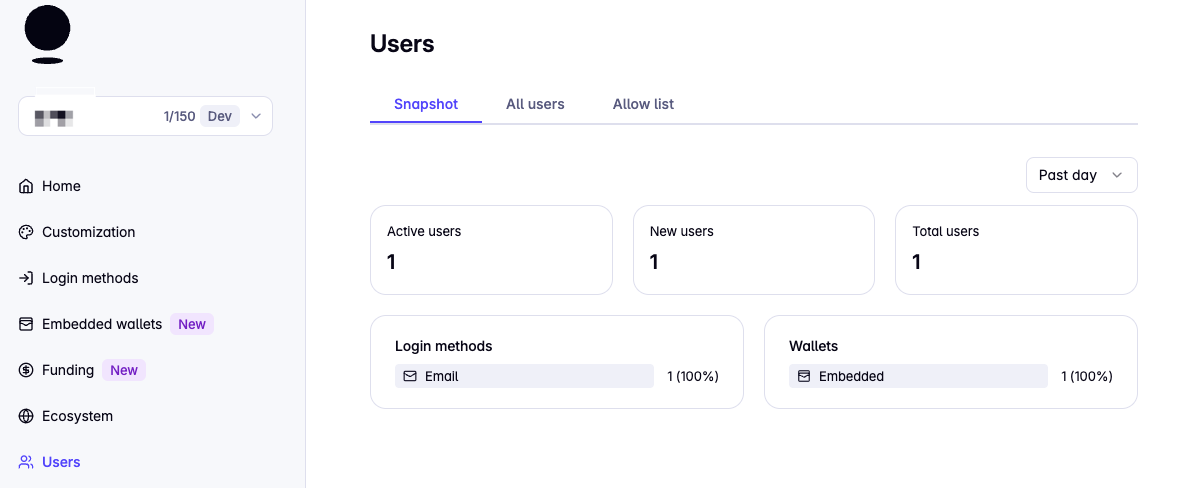 1/150 Dev
Home
Customization
Login methods
Embedded wallets New
Funding New
Ecosystem
Users
Users
Snapshot All users Allow list
Past day
Active users New users Total users
1 1 1
Login methods Wallets
Email 1 (100%) Embedded 1 (100%)